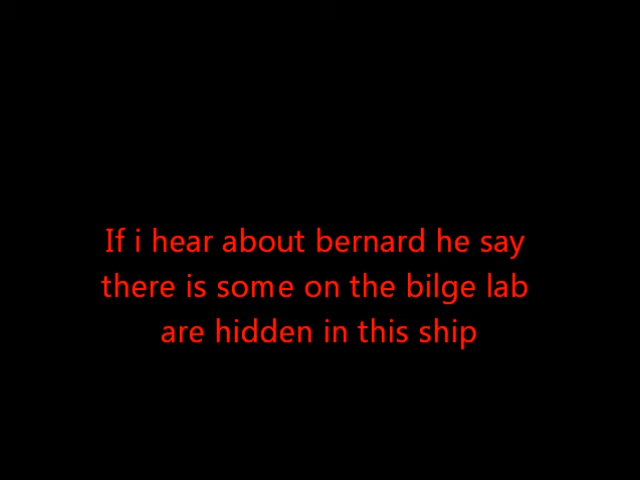 If i hear about bernard he say
there is some on the bilge lab
are hidden in this ship